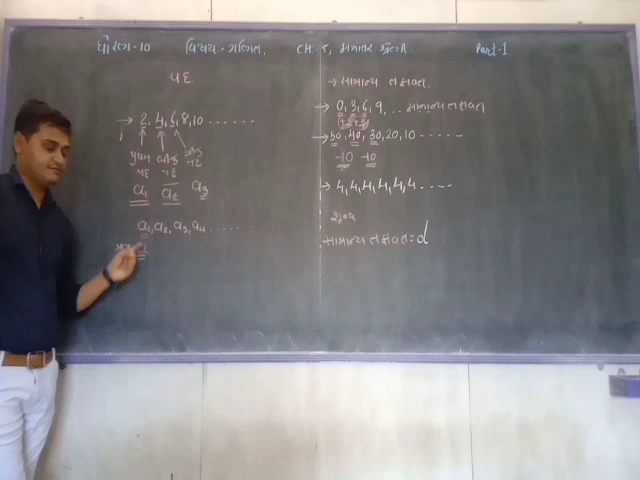 ધોરણ-10 વિષય-ગણિત. CH. 5, સમાંતર શ્રેણી Part-1
પદ
→ 2, 4, 6, 8, 10 ......
પ્રથમ
પદ પદ પદ
a₁ a₂ a₃
a₁, a₂, a₃, a₄ ......
→ સામાન્ય તફાવત.
→ 0, 3, 6, 9, ... સામાન્ય તફાવત
+3 +3
→ 50, 40, 30, 20, 10 ......
-10 -10
→ 4, 4, 4, 4, 4, 4 ....
શૂન્ય
સામાન્ય તફાવત = d